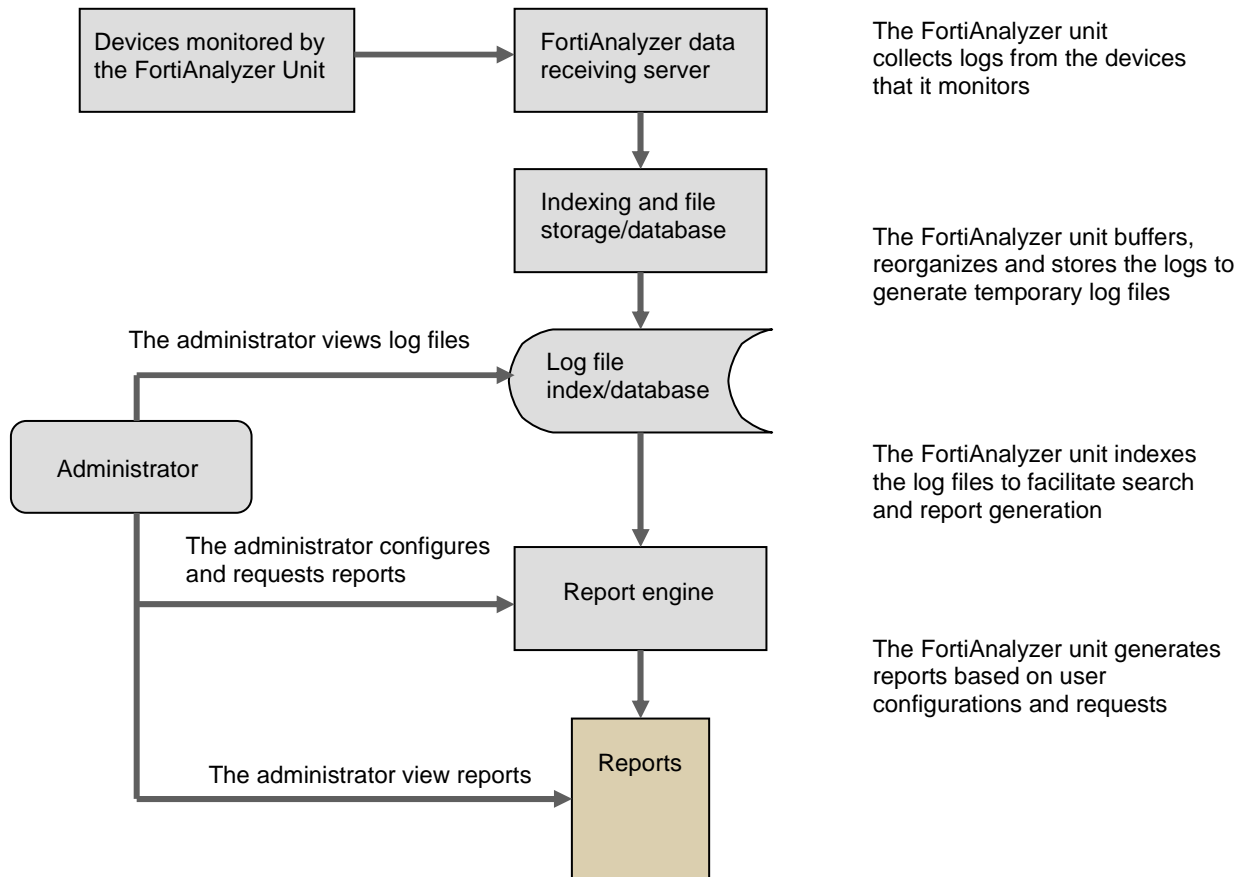 Devices monitored by
the FortiAnalyzer Unit
FortiAnalyzer data
receiving server
The FortiAnalyzer unit
collects logs from the devices
that it monitors
Indexing and file
storage/database
The FortiAnalyzer unit buffers,
reorganizes and stores the logs to
generate temporary log files
The administrator views log files
Log file
index/database
Administrator
The FortiAnalyzer unit indexes
the log files to facilitate search
and report generation
The administrator configures
and requests reports
Report engine
The FortiAnalyzer unit generates
reports based on user
configurations and requests
The administrator view reports
Reports